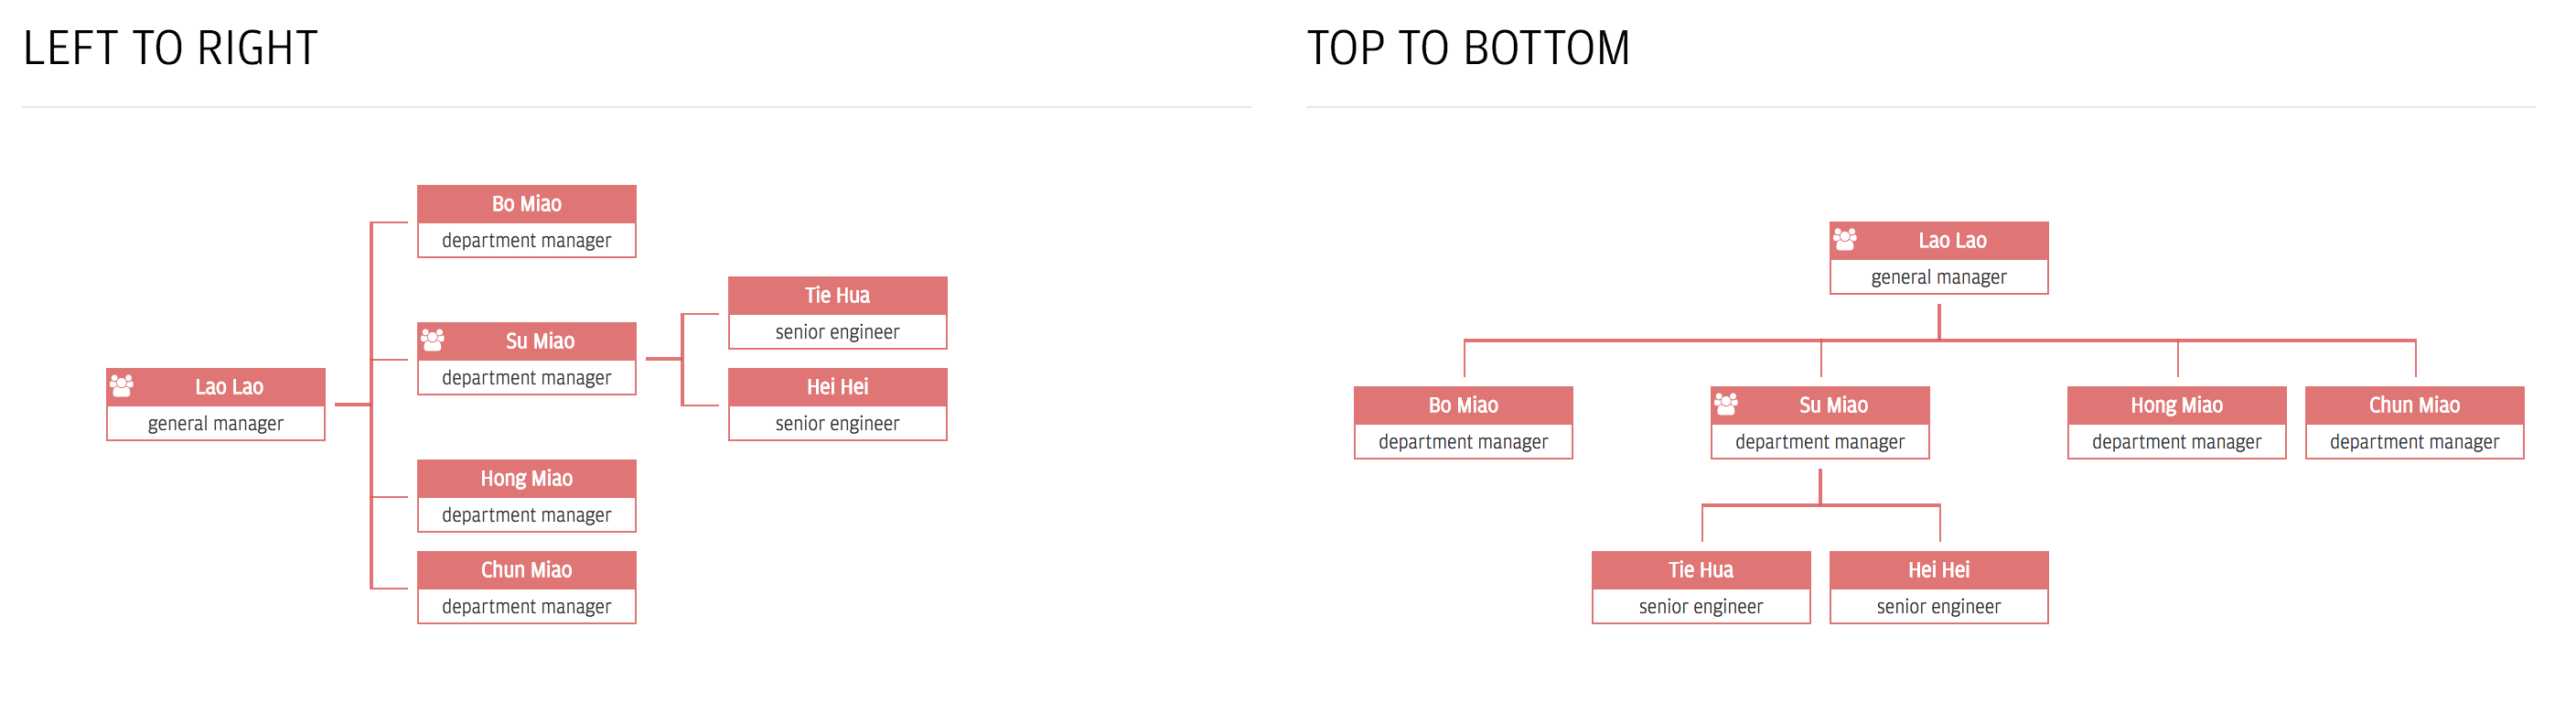 LEFT TO RIGHT
Bo Miao
department manager
Tie Hua
senior engineer
Su Miao
department manager
Hei Hei
senior engineer
Lao Lao
general manager
Hong Miao
department manager
Chun Miao
department manager
TOP TO BOTTOM
Lao Lao
general manager
Bo Miao
department manager
Su Miao
department manager
Hong Miao
department manager
Chun Miao
department manager
Tie Hua
senior engineer
Hei Hei
senior engineer